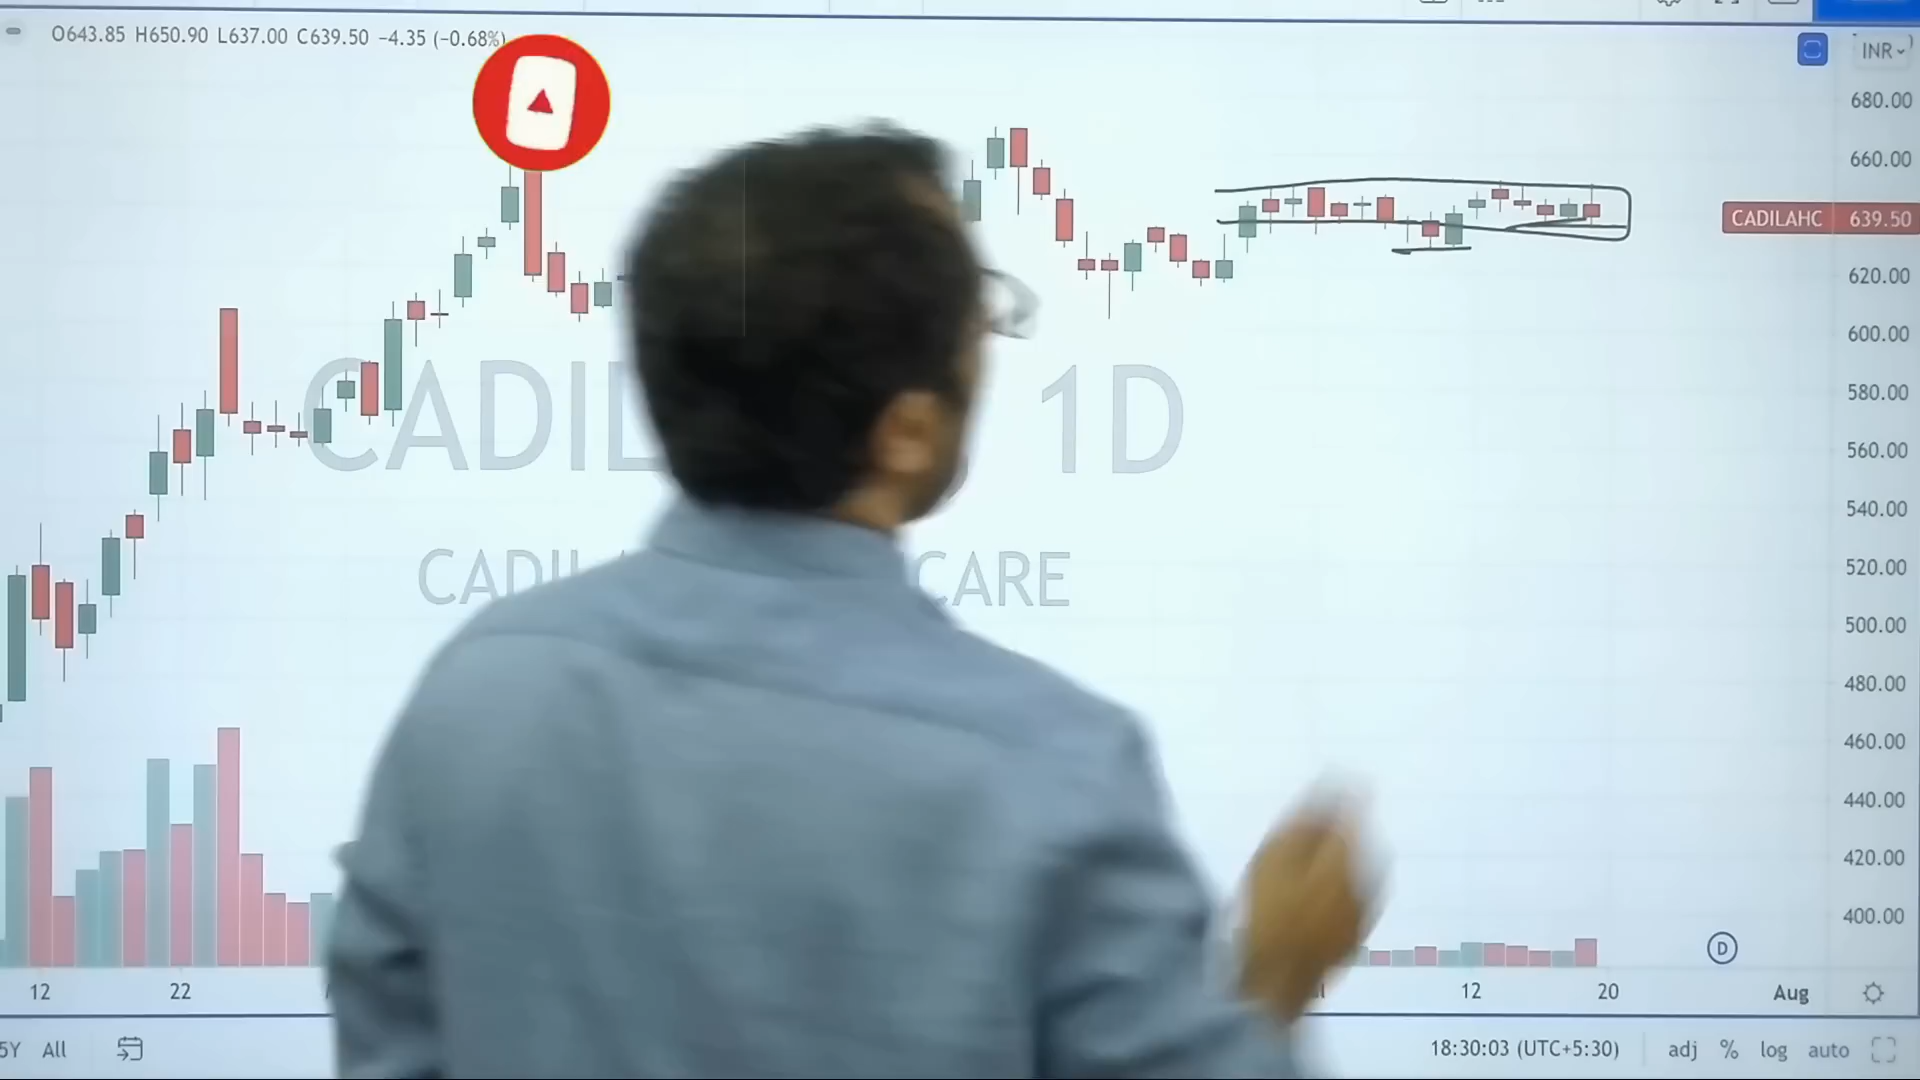 O643.85 H650.90 L637.00 C639.50 −4.35 (−0.68%)
INR
680.00
660.00
CADILAHC 639.50
620.00
600.00
580.00
CADIL 1D
560.00
540.00
520.00
CADILA CARE
500.00
480.00
460.00
440.00
420.00
400.00
D
12 22 12 20 Aug
5Y All 18:30:03 (UTC+5:30) adj % log auto